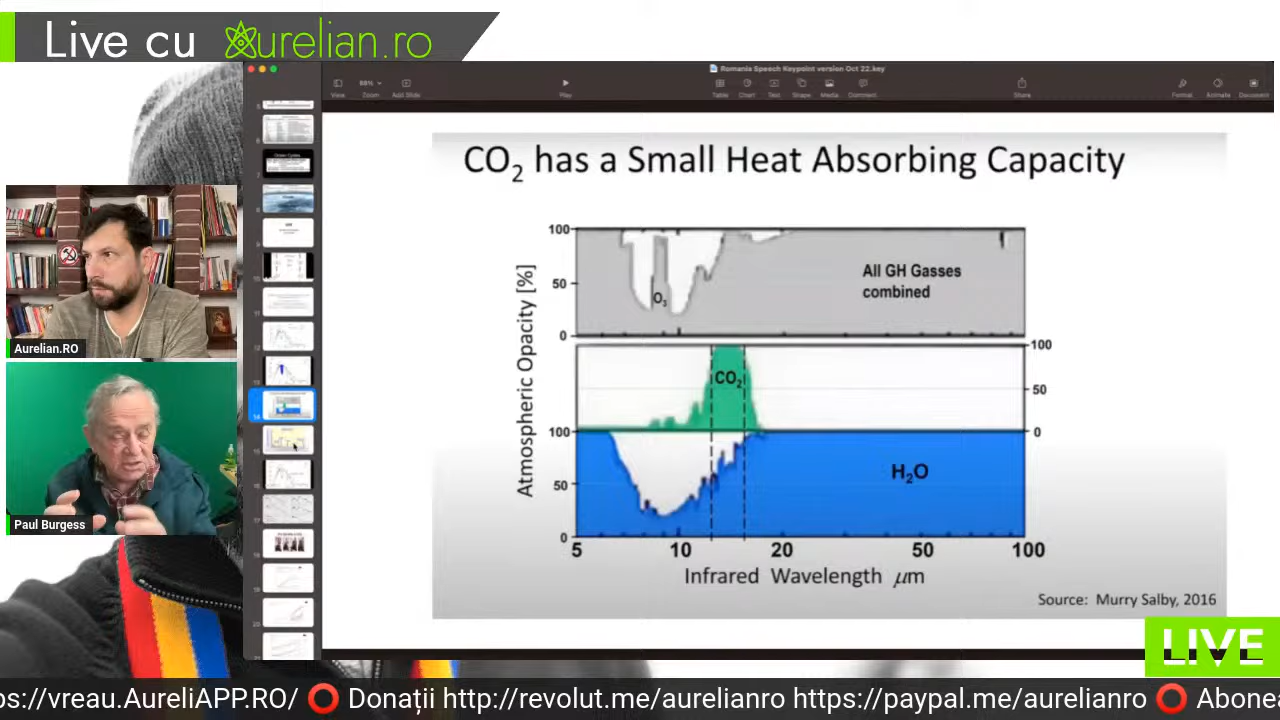 Live cu Aurelian.ro
Romania Speech Keypoint version Oct 22.key
View
Zoom
Add Slide
Play
Table
Chart
Text
Shape
Media
Comment
Share
Format
Animate
Document
CO2 has a Small Heat Absorbing Capacity
Atmospheric Opacity [%]
100
50
0
O3
All GH Gasses
combined
100
50
0
CO2
100
50
0
H2O
5
10
20
50
100
Infrared Wavelength μm
Source: Murry Salby, 2016
Aurelian.RO
Paul Burgess
LIVE
ps://vreau.AureliAPP.RO/ ⭕ Donații http://revolut.me/aurelianro https://paypal.me/aurelianro ⭕ Abone